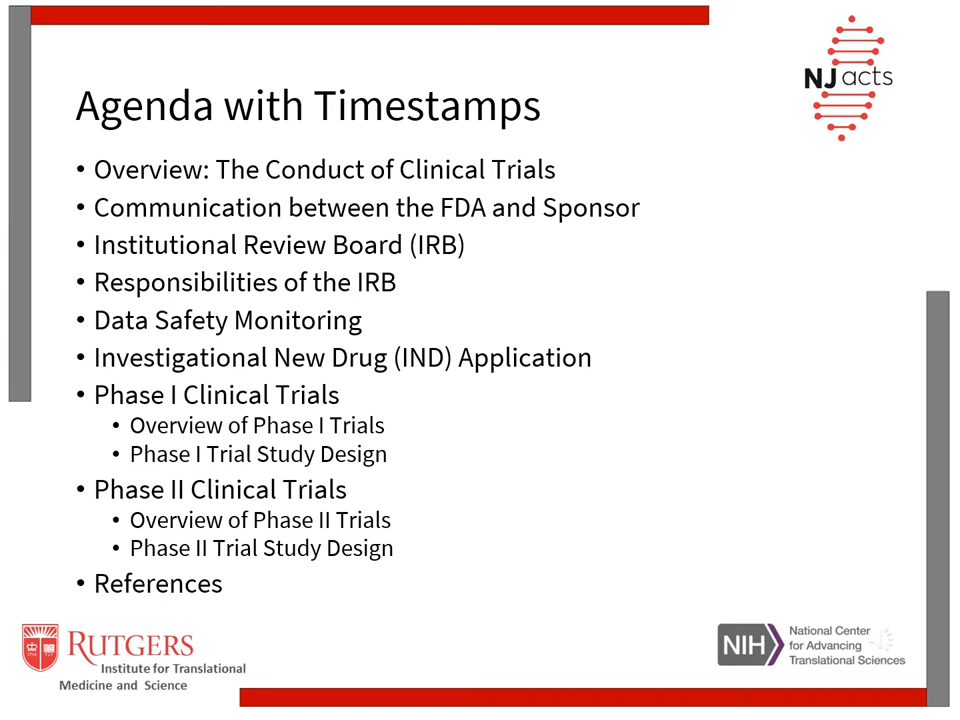 NJ acts
Agenda with Timestamps
• Overview: The Conduct of Clinical Trials
• Communication between the FDA and Sponsor
• Institutional Review Board (IRB)
• Responsibilities of the IRB
• Data Safety Monitoring
• Investigational New Drug (IND) Application
• Phase I Clinical Trials
• Overview of Phase I Trials
• Phase I Trial Study Design
• Phase II Clinical Trials
• Overview of Phase II Trials
• Phase II Trial Study Design
• References
RUTGERS
Institute for Translational
Medicine and Science
NIH
National Center
for Advancing
Translational Sciences